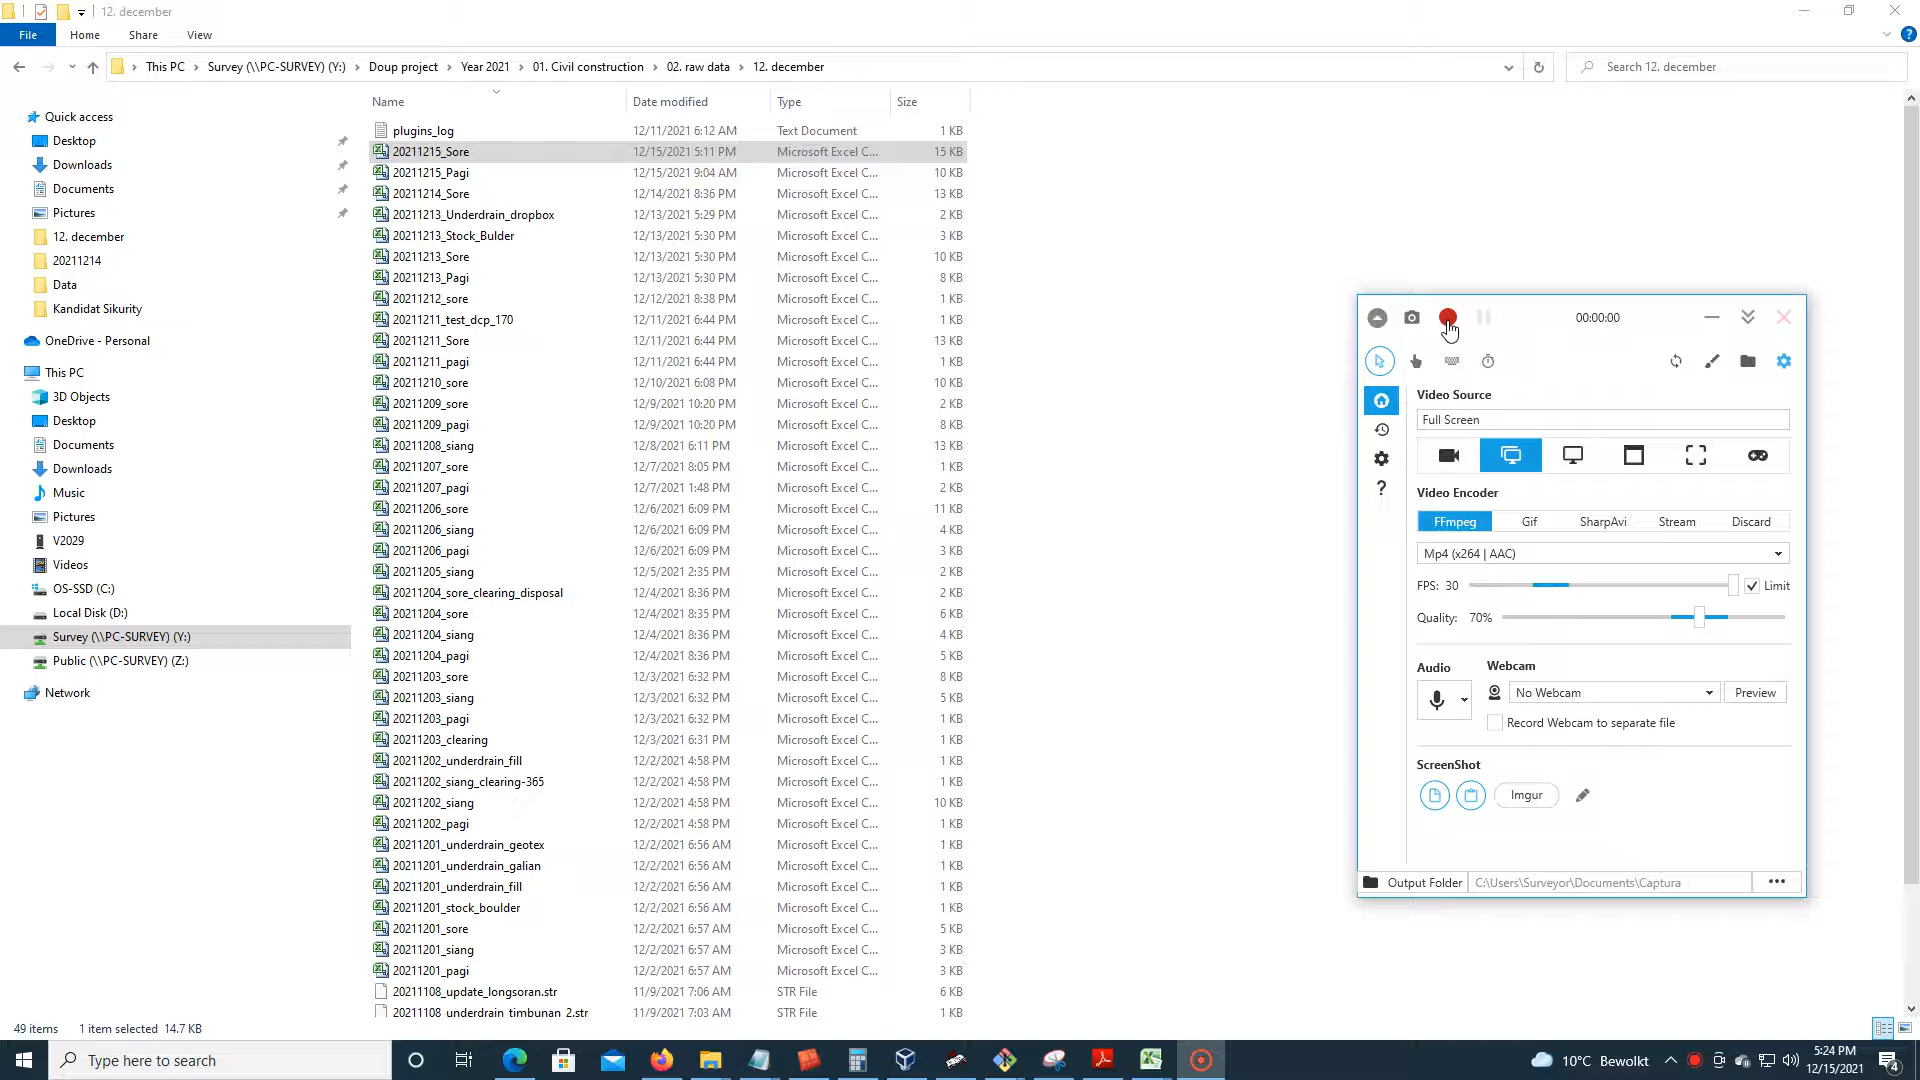 12. december
File Home Share View
This PC Survey (\\PC-SURVEY) (Y:) Doup project Year 2021 01. Civil construction 02. raw data 12. december
Search 12. december
Quick access
Desktop
Downloads
Documents
Pictures
12. december
20211214
Data
Kandidat Sikurity
OneDrive - Personal
This PC
3D Objects
Desktop
Documents
Downloads
Music
Pictures
V2029
Videos
OS-SSD (C:)
Local Disk (D:)
Survey (\\PC-SURVEY) (Y:)
Public (\\PC-SURVEY) (Z:)
Network
Name Date modified Type Size
plugins_log 12/11/2021 6:12 AM Text Document 1 KB
20211215_Sore 12/15/2021 5:11 PM Microsoft Excel C... 15 KB
20211215_Pagi 12/15/2021 9:04 AM Microsoft Excel C... 10 KB
20211214_Sore 12/14/2021 8:36 PM Microsoft Excel C... 13 KB
20211213_Underdrain_dropbox 12/13/2021 5:29 PM Microsoft Excel C... 2 KB
20211213_Stock_Bulder 12/13/2021 5:30 PM Microsoft Excel C... 3 KB
20211213_Sore 12/13/2021 5:30 PM Microsoft Excel C... 10 KB
20211213_Pagi 12/13/2021 5:30 PM Microsoft Excel C... 8 KB
20211212_sore 12/12/2021 8:38 PM Microsoft Excel C... 1 KB
20211211_test_dcp_170 12/11/2021 6:44 PM Microsoft Excel C... 1 KB
20211211_Sore 12/11/2021 6:44 PM Microsoft Excel C... 13 KB
20211211_pagi 12/11/2021 6:44 PM Microsoft Excel C... 1 KB
20211210_sore 12/10/2021 6:08 PM Microsoft Excel C... 10 KB
20211209_sore 12/9/2021 10:20 PM Microsoft Excel C... 2 KB
20211209_pagi 12/9/2021 10:20 PM Microsoft Excel C... 8 KB
20211208_siang 12/8/2021 6:11 PM Microsoft Excel C... 13 KB
20211207_sore 12/7/2021 8:05 PM Microsoft Excel C... 1 KB
20211207_pagi 12/7/2021 1:48 PM Microsoft Excel C... 2 KB
20211206_sore 12/6/2021 6:09 PM Microsoft Excel C... 11 KB
20211206_siang 12/6/2021 6:09 PM Microsoft Excel C... 4 KB
20211206_pagi 12/6/2021 6:09 PM Microsoft Excel C... 3 KB
20211205_siang 12/5/2021 2:35 PM Microsoft Excel C... 2 KB
20211204_sore_clearing_disposal 12/4/2021 8:36 PM Microsoft Excel C... 2 KB
20211204_sore 12/4/2021 8:35 PM Microsoft Excel C... 6 KB
20211204_siang 12/4/2021 8:36 PM Microsoft Excel C... 4 KB
20211204_pagi 12/4/2021 8:36 PM Microsoft Excel C... 5 KB
20211203_sore 12/3/2021 6:32 PM Microsoft Excel C... 8 KB
20211203_siang 12/3/2021 6:32 PM Microsoft Excel C... 5 KB
20211203_pagi 12/3/2021 6:32 PM Microsoft Excel C... 1 KB
20211203_clearing 12/3/2021 6:31 PM Microsoft Excel C... 1 KB
20211202_underdrain_fill 12/2/2021 4:58 PM Microsoft Excel C... 1 KB
20211202_siang_clearing-365 12/2/2021 4:58 PM Microsoft Excel C... 1 KB
20211202_siang 12/2/2021 4:58 PM Microsoft Excel C... 10 KB
20211202_pagi 12/2/2021 4:58 PM Microsoft Excel C... 1 KB
20211201_underdrain_geotex 12/2/2021 6:56 AM Microsoft Excel C... 1 KB
20211201_underdrain_galian 12/2/2021 6:56 AM Microsoft Excel C... 1 KB
20211201_underdrain_fill 12/2/2021 6:56 AM Microsoft Excel C... 1 KB
20211201_stock_boulder 12/2/2021 6:56 AM Microsoft Excel C... 1 KB
20211201_sore 12/2/2021 6:57 AM Microsoft Excel C... 5 KB
20211201_siang 12/2/2021 6:57 AM Microsoft Excel C... 3 KB
20211201_pagi 12/2/2021 6:57 AM Microsoft Excel C... 3 KB
20211108_update_longsoran.str 11/9/2021 7:06 AM STR File 6 KB
20211108 underdrain timbunan 2.str 11/9/2021 7:03 AM STR File 1 KB
00:00:00
Video Source
Full Screen
Video Encoder
FFmpeg Gif SharpAvi Stream Discard
Mp4 (x264 | AAC)
FPS: 30 Limit
Quality: 70%
Audio Webcam
No Webcam Preview
Record Webcam to separate file
ScreenShot
Imgur
Output Folder C:\Users\Surveyor\Documents\Captura
49 items 1 item selected 14.7 KB
Type here to search
10°C Bewolkt
5:24 PM
12/15/2021
4